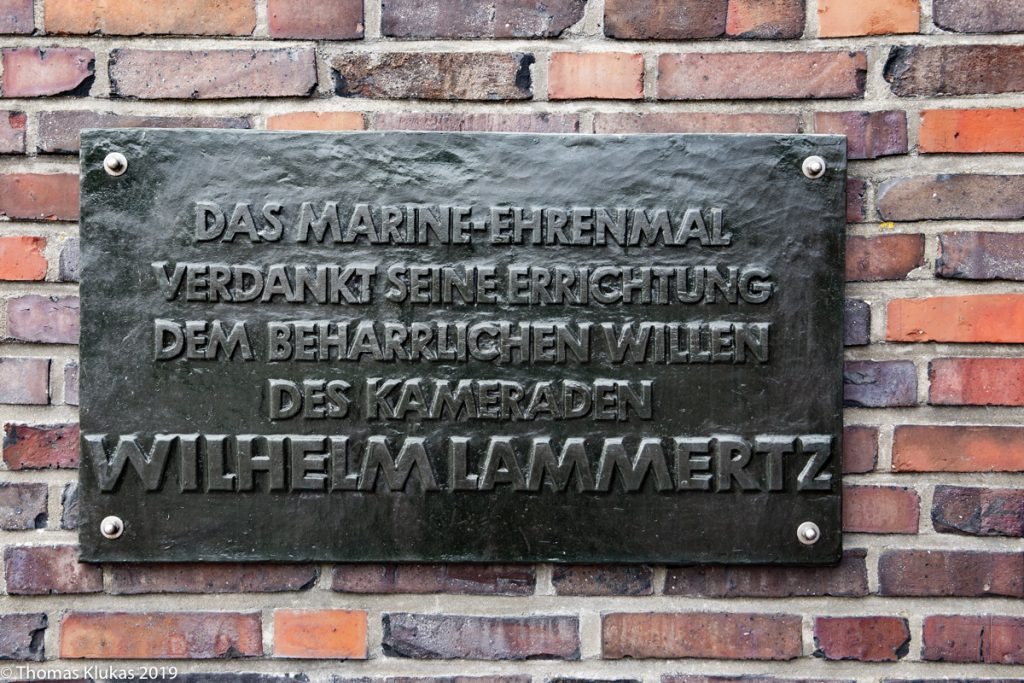 DAS MARINE-EHRENMAL
VERDANKT SEINE ERRICHTUNG
DEM BEHARRLICHEN WILLEN
DES KAMERADEN
WILHELM LAMMERTZ
© Thomas Klukas 2019